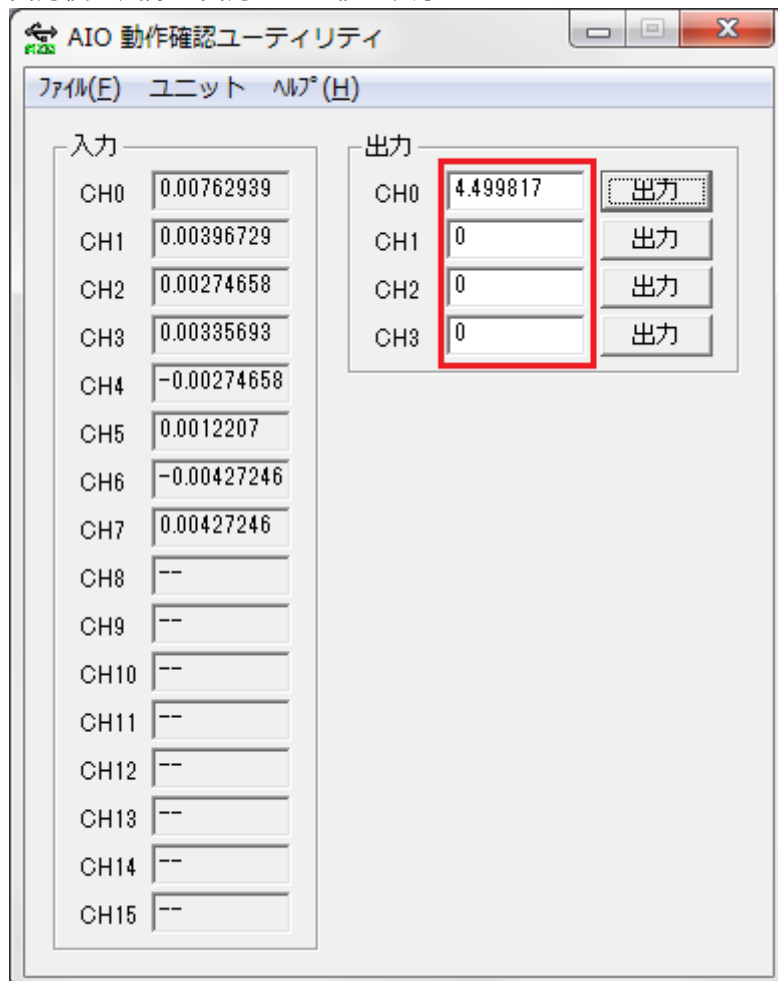 AIO 動作確認ユーティリティ
ﾌｧｲﾙ(F) ユニット ﾍﾙﾌﾟ(H)
入力
CH0 0.00762939
CH1 0.00396729
CH2 0.00274658
CH3 0.00335693
CH4 -0.00274658
CH5 0.0012207
CH6 -0.00427246
CH7 0.00427246
CH8 --
CH9 --
CH10 --
CH11 --
CH12 --
CH13 --
CH14 --
CH15 --
出力
CH0 4.499817 出力
CH1 0 出力
CH2 0 出力
CH3 0 出力